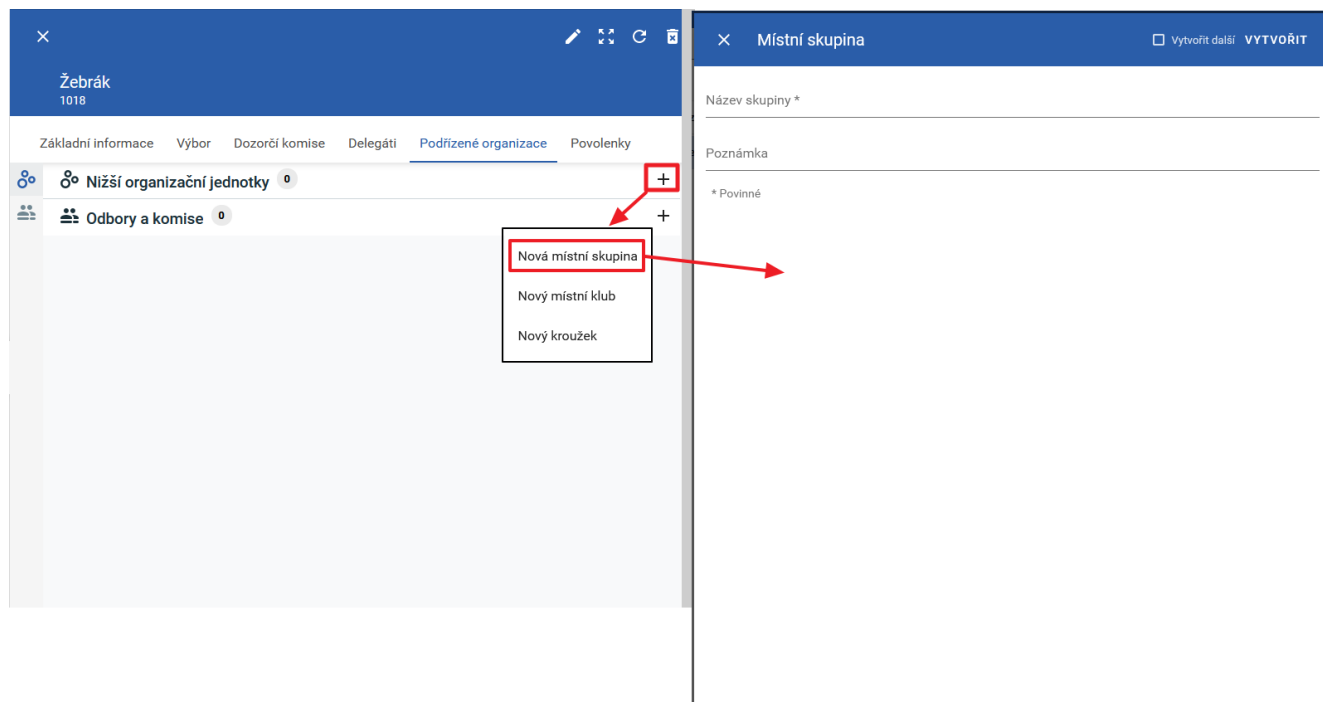 Žebrák
1018
Základní informace Výbor Dozorčí komise Delegáti Podřízené organizace Povolenky
Nižší organizační jednotky 0
Odbory a komise 0
Nová místní skupina
Nový místní klub
Nový kroužek
Místní skupina Vytvořit další VYTVOŘIT
Název skupiny *
Poznámka
* Povinné